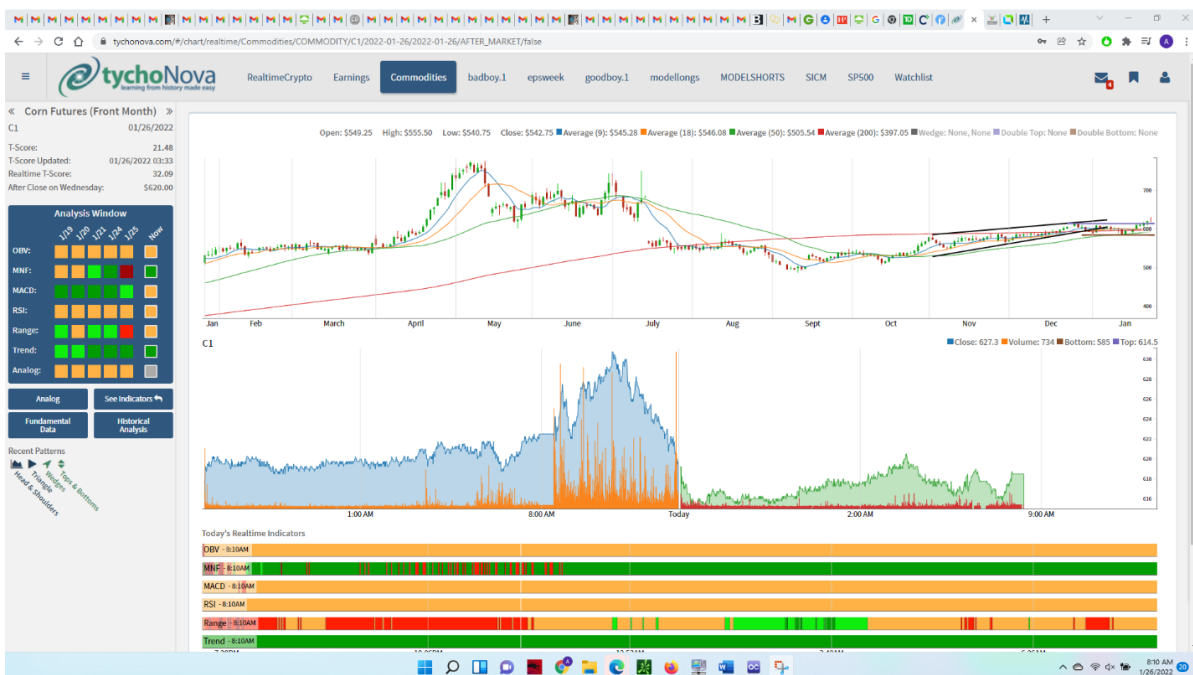 tychonova.com/#/chart/realtime/Commodities/COMMODITY/C1/2022-01-26/2022-01-26/AFTER_MARKET/false
tychoNova
learning from history made easy
RealtimeCrypto Earnings Commodities badboy.1 epsweek goodboy.1 modellongs MODELSHORTS SICM SP500 Watchlist
« Corn Futures (Front Month) »
C1 01/26/2022
T-Score: 21.48
T-Score Updated: 01/26/2022 03:33
Realtime T-Score: 32.09
After Close on Wednesday: $620.00
Analysis Window
1/19 1/20 1/21 1/24 1/25 Now
OBV:
MNF:
MACD:
RSI:
Range:
Trend:
Analog:
Analog
See Indicators
Fundamental Data
Historical Analysis
Recent Patterns
Head & Shoulders
Triangle
Wedges
Tops & Bottoms
Open: $549.25 High: $555.50 Low: $540.75 Close: $542.75 Average (9): $545.28 Average (18): $546.08 Average (50): $505.54 Average (200): $397.05 Wedge: None, None Double Top: None Double Bottom: None
700
600
500
400
Jan Feb March April May June July Aug Sept Oct Nov Dec Jan
C1
Close: 627.3 Volume: 734 Bottom: 585 Top: 614.5
630
628
626
624
622
620
618
616
1:00 AM 8:00 AM Today 2:00 AM 9:00 AM
Today's Realtime Indicators
OBV - 8:10AM
MNF - 8:10AM
MACD - 8:10AM
RSI - 8:10AM
Range - 8:10AM
Trend - 8:10AM
8:10 AM
1/26/2022
20